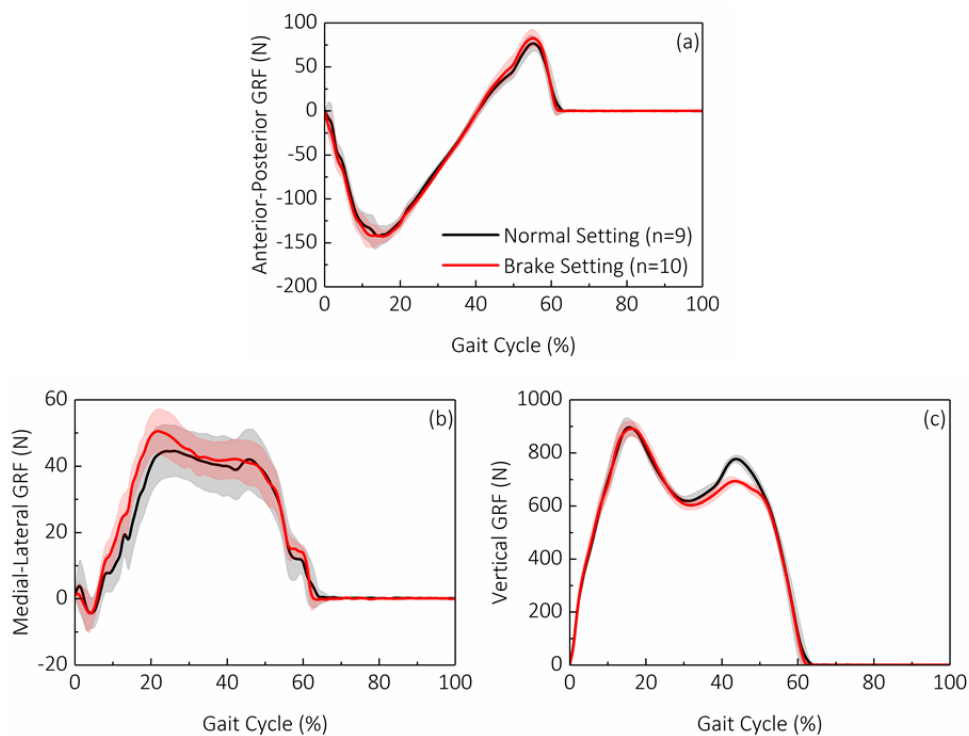 (a)
Anterior-Posterior GRF (N)
100
50
0
-50
-100
-150
-200
Normal Setting (n=9)
Brake Setting (n=10)
0 20 40 60 80 100
Gait Cycle (%)
(b)
Medial-Lateral GRF (N)
60
40
20
0
-20
0 20 40 60 80 100
Gait Cycle (%)
(c)
Vertical GRF (N)
1000
800
600
400
200
0
0 20 40 60 80 100
Gait Cycle (%)